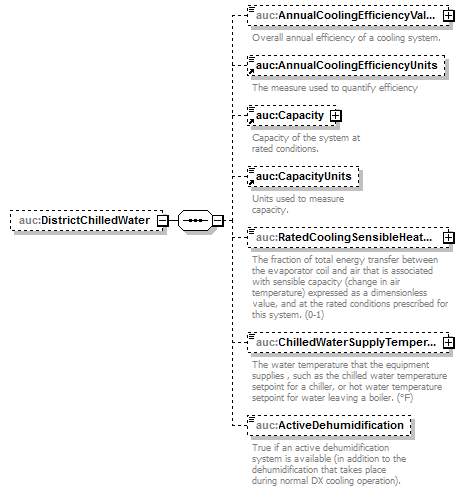 auc:AnnualCoolingEfficiencyVal...
Overall annual efficiency of a cooling system.
auc:AnnualCoolingEfficiencyUnits
The measure used to quantify efficiency
auc:Capacity
Capacity of the system at
rated conditions.
auc:CapacityUnits
Units used to measure
capacity.
auc:DistrictChilledWater
auc:RatedCoolingSensibleHeat...
The fraction of total energy transfer between
the evaporator coil and air that is associated
with sensible capacity (change in air
temperature) expressed as a dimensionless
value, and at the rated conditions prescribed for
this system. (0-1)
auc:ChilledWaterSupplyTemper...
The water temperature that the equipment
supplies , such as the chilled water temperature
setpoint for a chiller, or hot water temperature
setpoint for water leaving a boiler. (°F)
auc:ActiveDehumidification
True if an active dehumidification
system is available (in addition to the
dehumidification that takes place
during normal DX cooling operation).